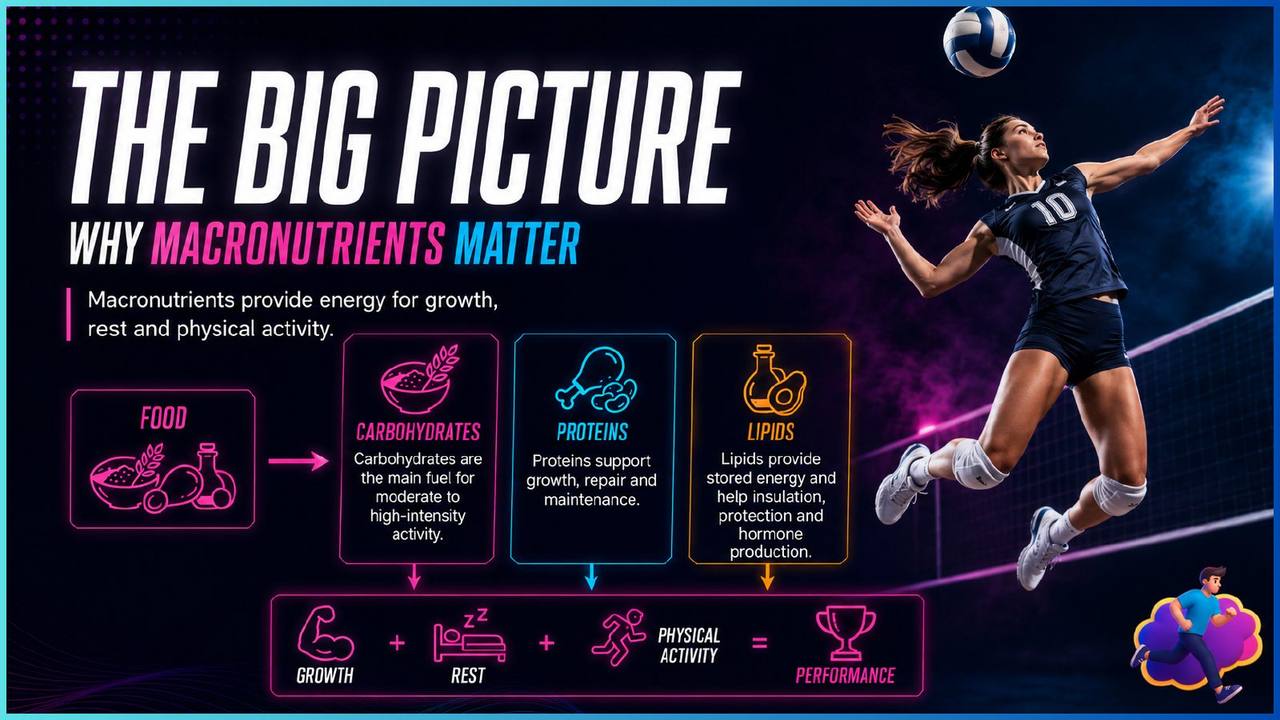 THE BIG PICTURE
WHY MACRONUTRIENTS MATTER
Macronutrients provide energy for growth,
rest and physical activity.
FOOD
CARBOHYDRATES
Carbohydrates are
the main fuel for
moderate to
high-intensity
activity.
PROTEINS
Proteins support
growth, repair and
maintenance.
LIPIDS
Lipids provide
stored energy and
help insulation,
protection and
hormone
production.
GROWTH
+
zz
REST
+
PHYSICAL
ACTIVITY
=
PERFORMANCE
10